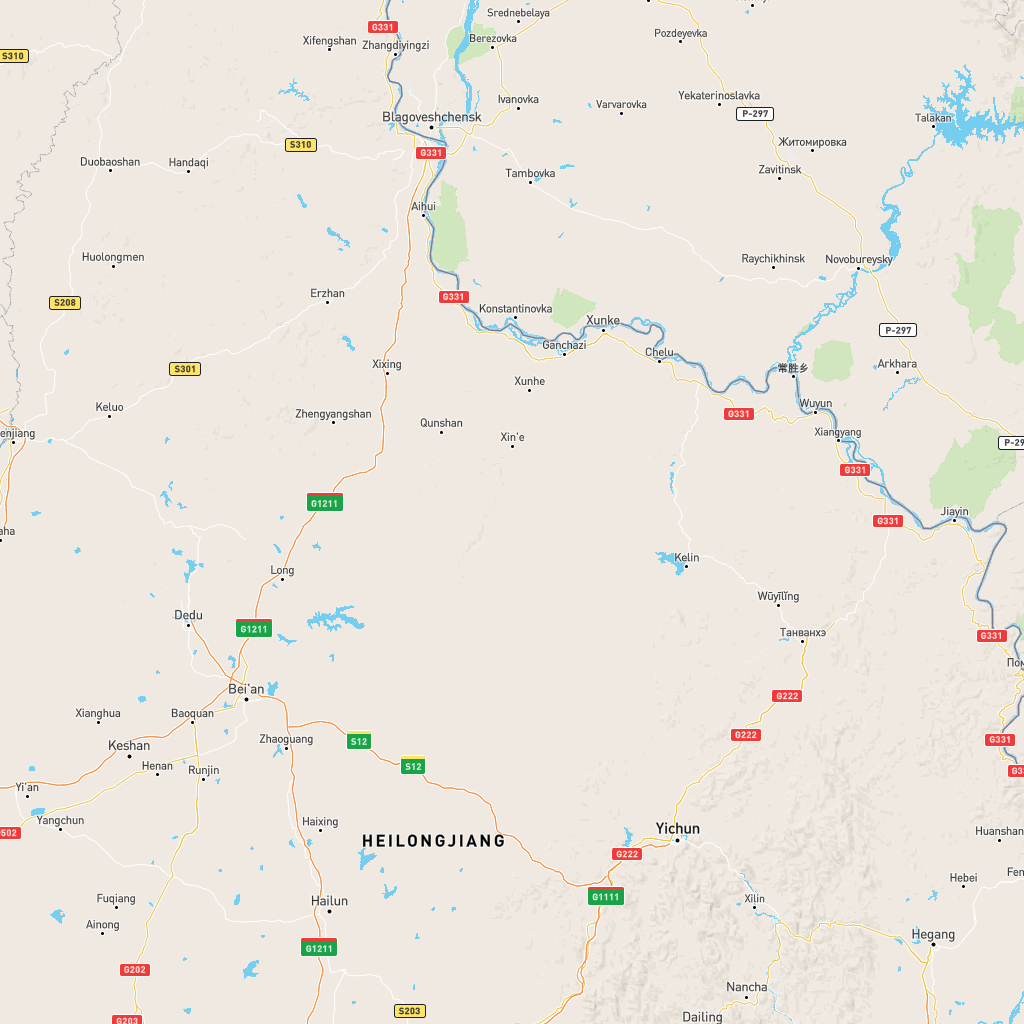 Srednebelaya
Pozdeyevka
G331
Xifengshan
Zhangdiyingzi
Berezovka
S310
Ivanovka
Varvarovka
Yekaterinoslavka
P-297
Talakan
Blagoveshchensk
S310
Житомировка
G331
Duobaoshan
Handaqi
Tambovka
Zavitinsk
Aihui
Huolongmen
Raychikhinsk
Novobureysky
Erzhan
G331
S208
Konstantinovka
Xunke
P-297
Ganchazi
Chelu
Xixing
S301
常胜乡
Arkhara
Xunhe
Keluo
Zhengyangshan
Wuyun
G331
Qunshan
Xin'e
Xiangyang
enjiang
P-29
G331
G1211
Jiayin
G331
aha
Kelin
Long
Wūyīlǐng
Dedu
G1211
Танванхэ
G331
Пом
Bei'an
G222
Xianghua
Baoquan
G222
Zhaoguang
S12
G331
Keshan
Henan
Runjin
S12
G33
Yi'an
Yangchun
Haixing
Yichun
G502
HEILONGJIANG
Huanshan
G222
Hebei
Fen
Fuqiang
Hailun
G1111
Xilin
Ainong
Hegang
G1211
G202
Nancha
S203
G203
Dailing